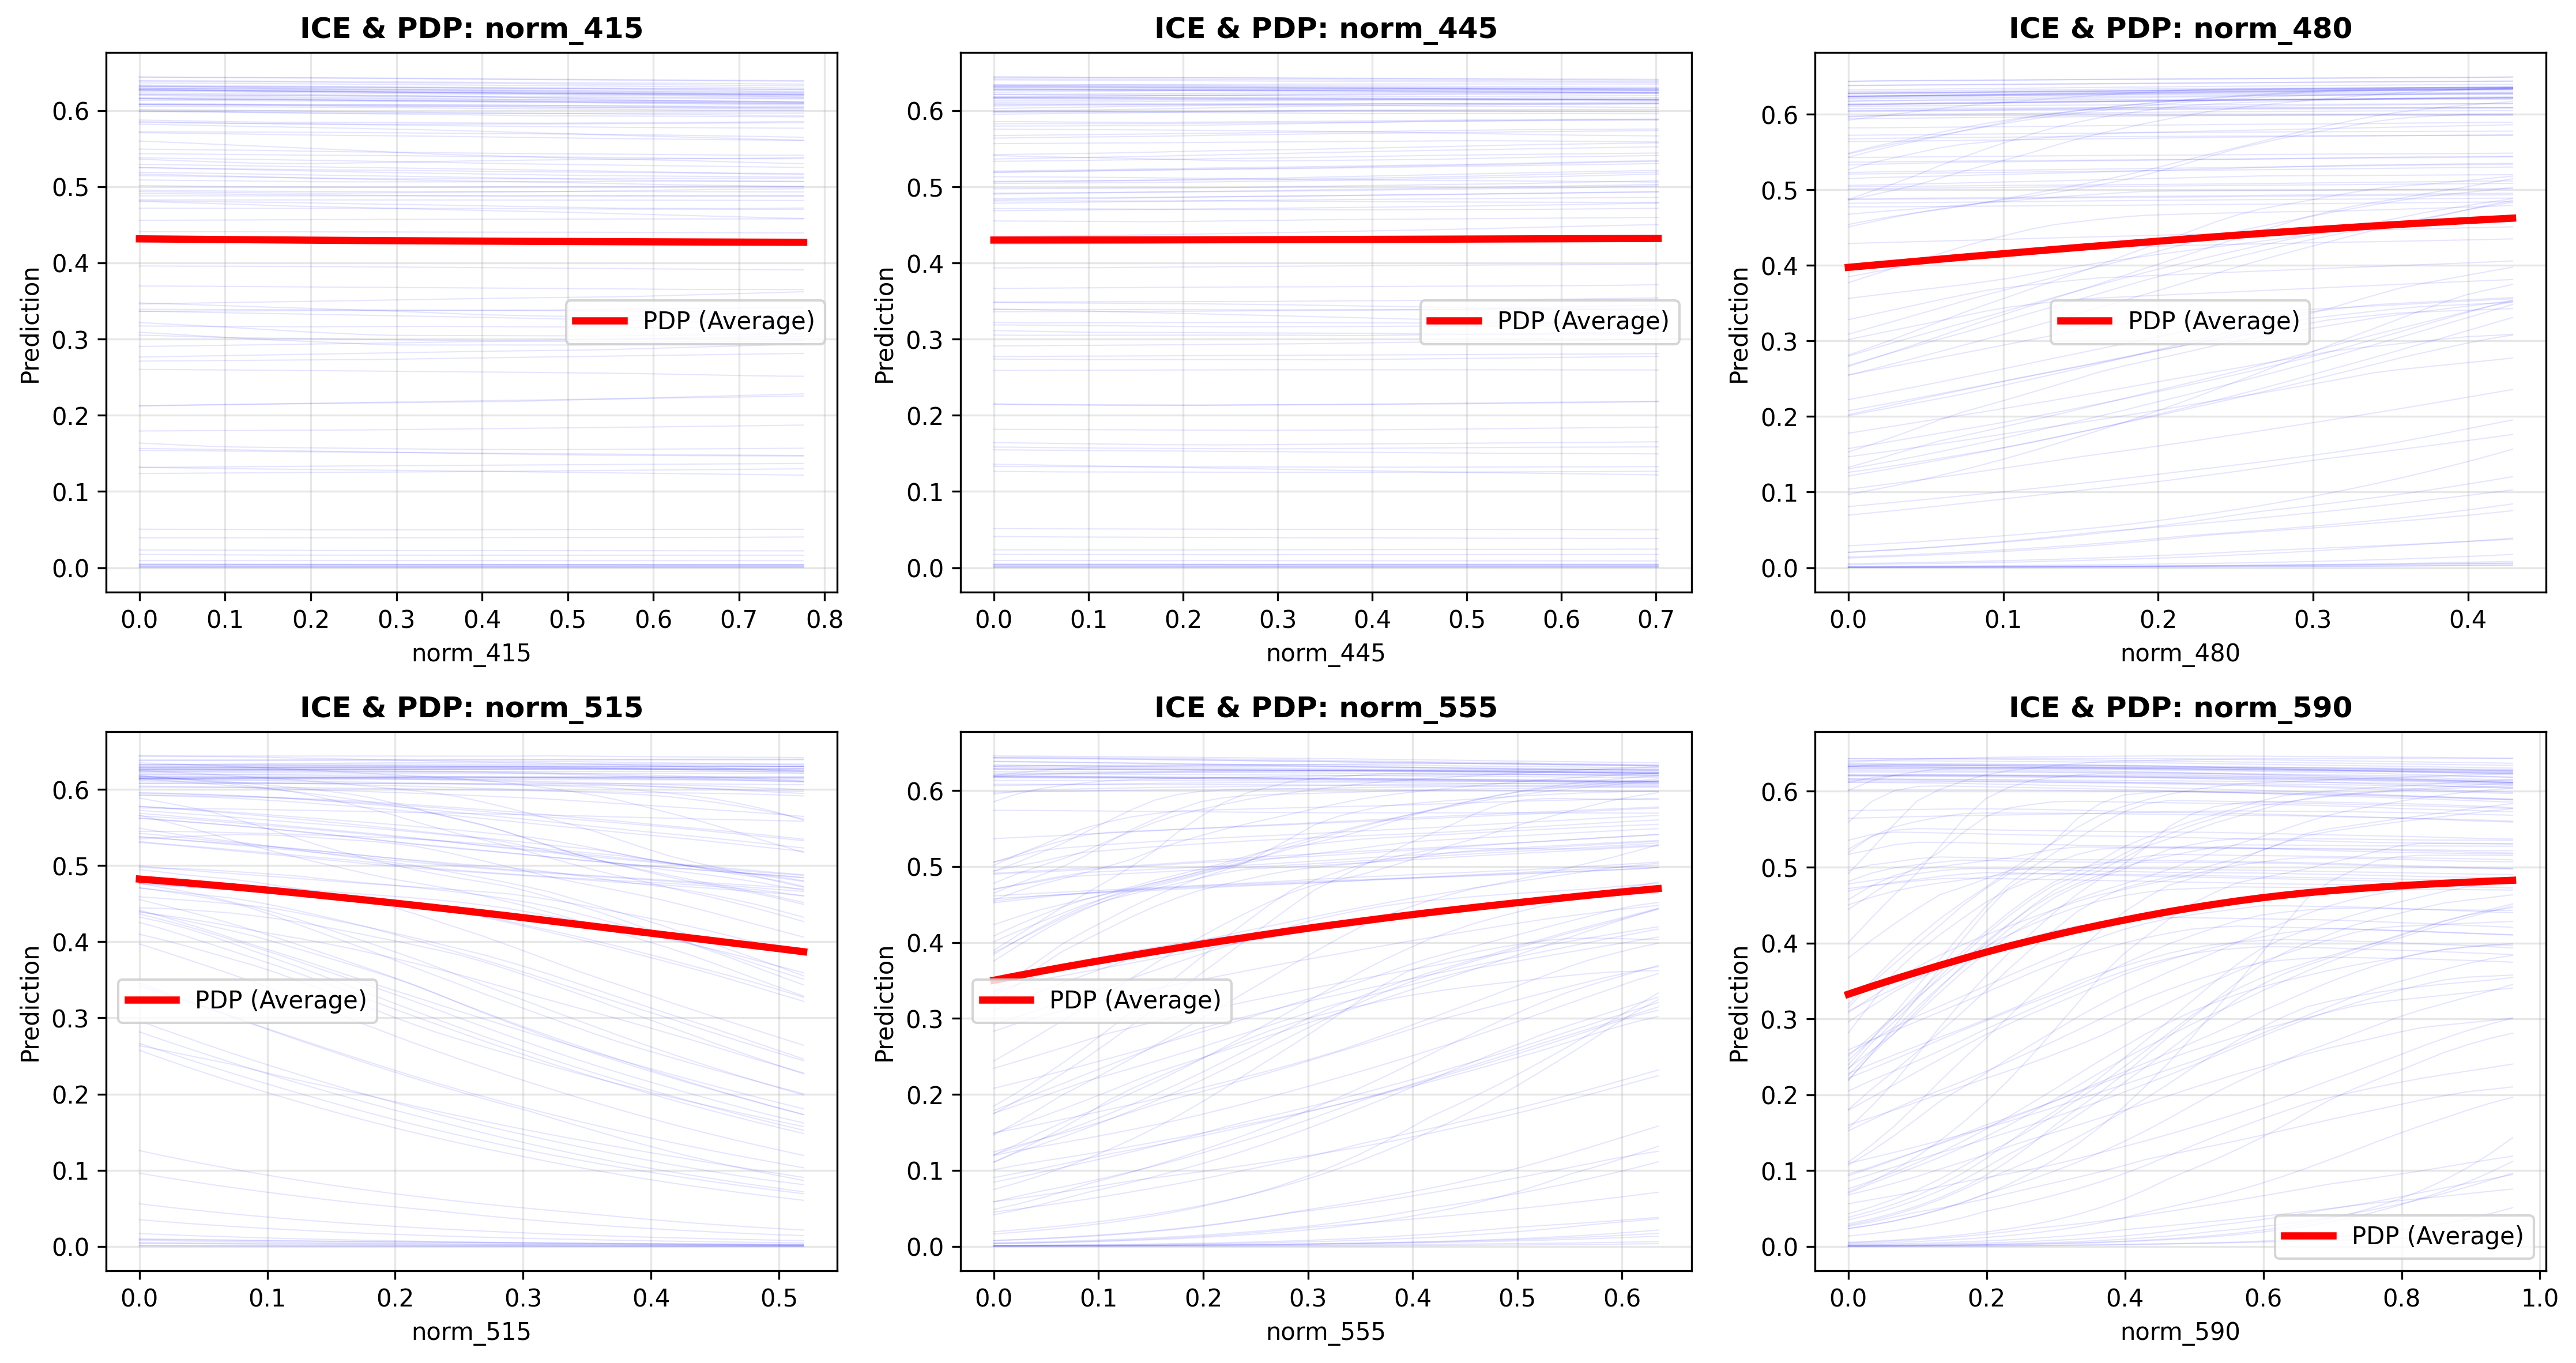 ICE & PDP: norm_415
Prediction
0.6
0.5
0.4
0.3
0.2
0.1
0.0
PDP (Average)
0.0 0.1 0.2 0.3 0.4 0.5 0.6 0.7 0.8
norm_415
ICE & PDP: norm_445
Prediction
0.6
0.5
0.4
0.3
0.2
0.1
0.0
PDP (Average)
0.0 0.1 0.2 0.3 0.4 0.5 0.6 0.7
norm_445
ICE & PDP: norm_480
Prediction
0.6
0.5
0.4
0.3
0.2
0.1
0.0
PDP (Average)
0.0 0.1 0.2 0.3 0.4
norm_480
ICE & PDP: norm_515
Prediction
0.6
0.5
0.4
0.3
0.2
0.1
0.0
PDP (Average)
0.0 0.1 0.2 0.3 0.4 0.5
norm_515
ICE & PDP: norm_555
Prediction
0.6
0.5
0.4
0.3
0.2
0.1
0.0
PDP (Average)
0.0 0.1 0.2 0.3 0.4 0.5 0.6
norm_555
ICE & PDP: norm_590
Prediction
0.6
0.5
0.4
0.3
0.2
0.1
0.0
PDP (Average)
0.0 0.2 0.4 0.6 0.8 1.0
norm_590